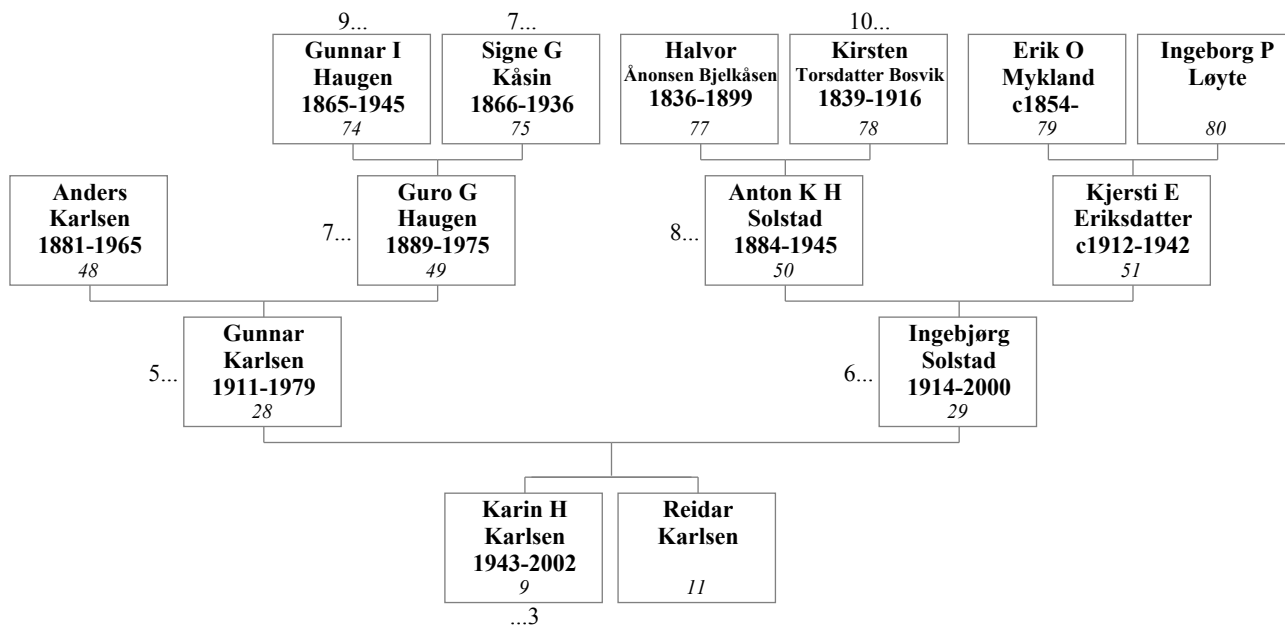 9...
7...
10...
Gunnar I
Haugen
1865-1945
74
Signe G
Kåsin
1866-1936
75
Halvor
Ånonsen Bjelkåsen
1836-1899
77
Kirsten
Torsdatter Bosvik
1839-1916
78
Erik O
Mykland
c1854-
79
Ingeborg P
Løyte
80
Anders
Karlsen
1881-1965
48
7...
Guro G
Haugen
1889-1975
49
8...
Anton K H
Solstad
1884-1945
50
Kjersti E
Eriksdatter
c1912-1942
51
5...
Gunnar
Karlsen
1911-1979
28
6...
Ingebjørg
Solstad
1914-2000
29
Karin H
Karlsen
1943-2002
9
Reidar
Karlsen
11
...3